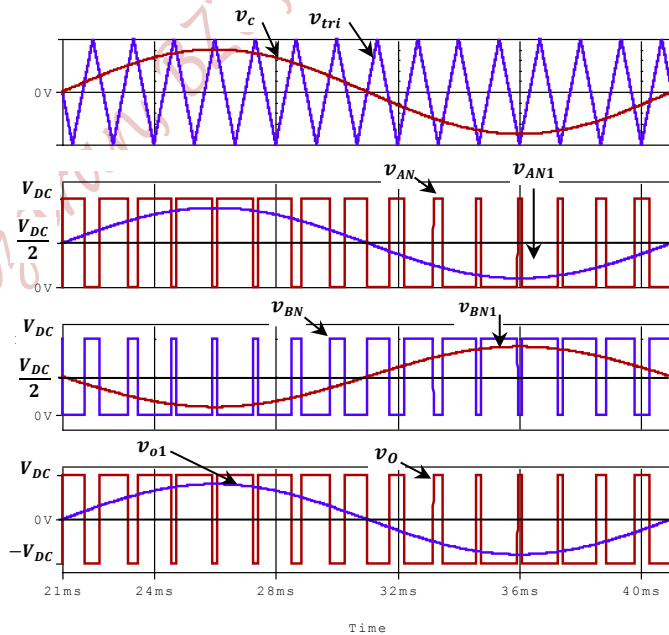 v_c v_tri
0V
V_DC v_AN v_AN1
V_DC/2
0V
V_DC v_BN v_BN1
V_DC/2
0V
V_DC v_o1 v_O
0V
−V_DC
21ms 24ms 28ms 32ms 36ms 40ms
Time